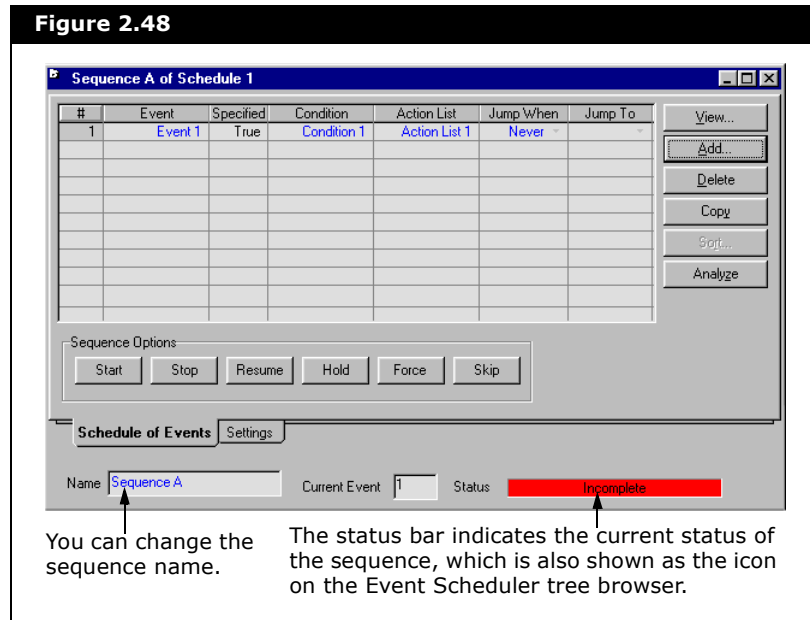 Figure 2.48
Sequence A of Schedule 1
# Event Specified Condition Action List Jump When Jump To
1 Event 1 True Condition 1 Action List 1 Never
View...
Add...
Delete
Copy
Sort...
Analyze
Sequence Options
Start Stop Resume Hold Force Skip
Schedule of Events Settings
Name Sequence A Current Event 1 Status Incomplete
You can change the
sequence name.
The status bar indicates the current status of
the sequence, which is also shown as the icon
on the Event Scheduler tree browser.